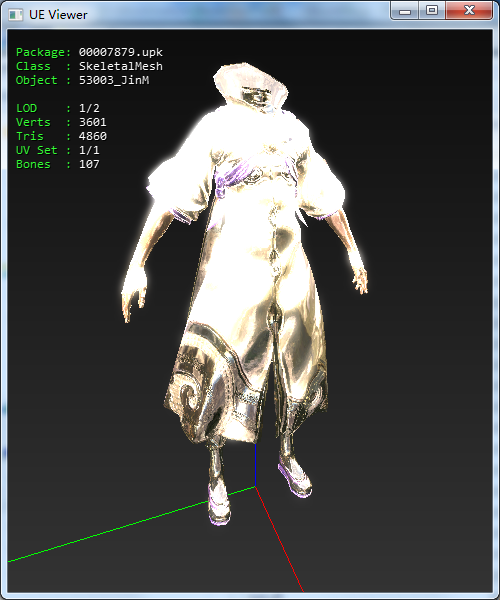 UE Viewer
Package: 00007879.upk
Class  : SkeletalMesh
Object : 53003_JinM
LOD    : 1/2
Verts  : 3601
Tris   : 4860
UV Set : 1/1
Bones  : 107